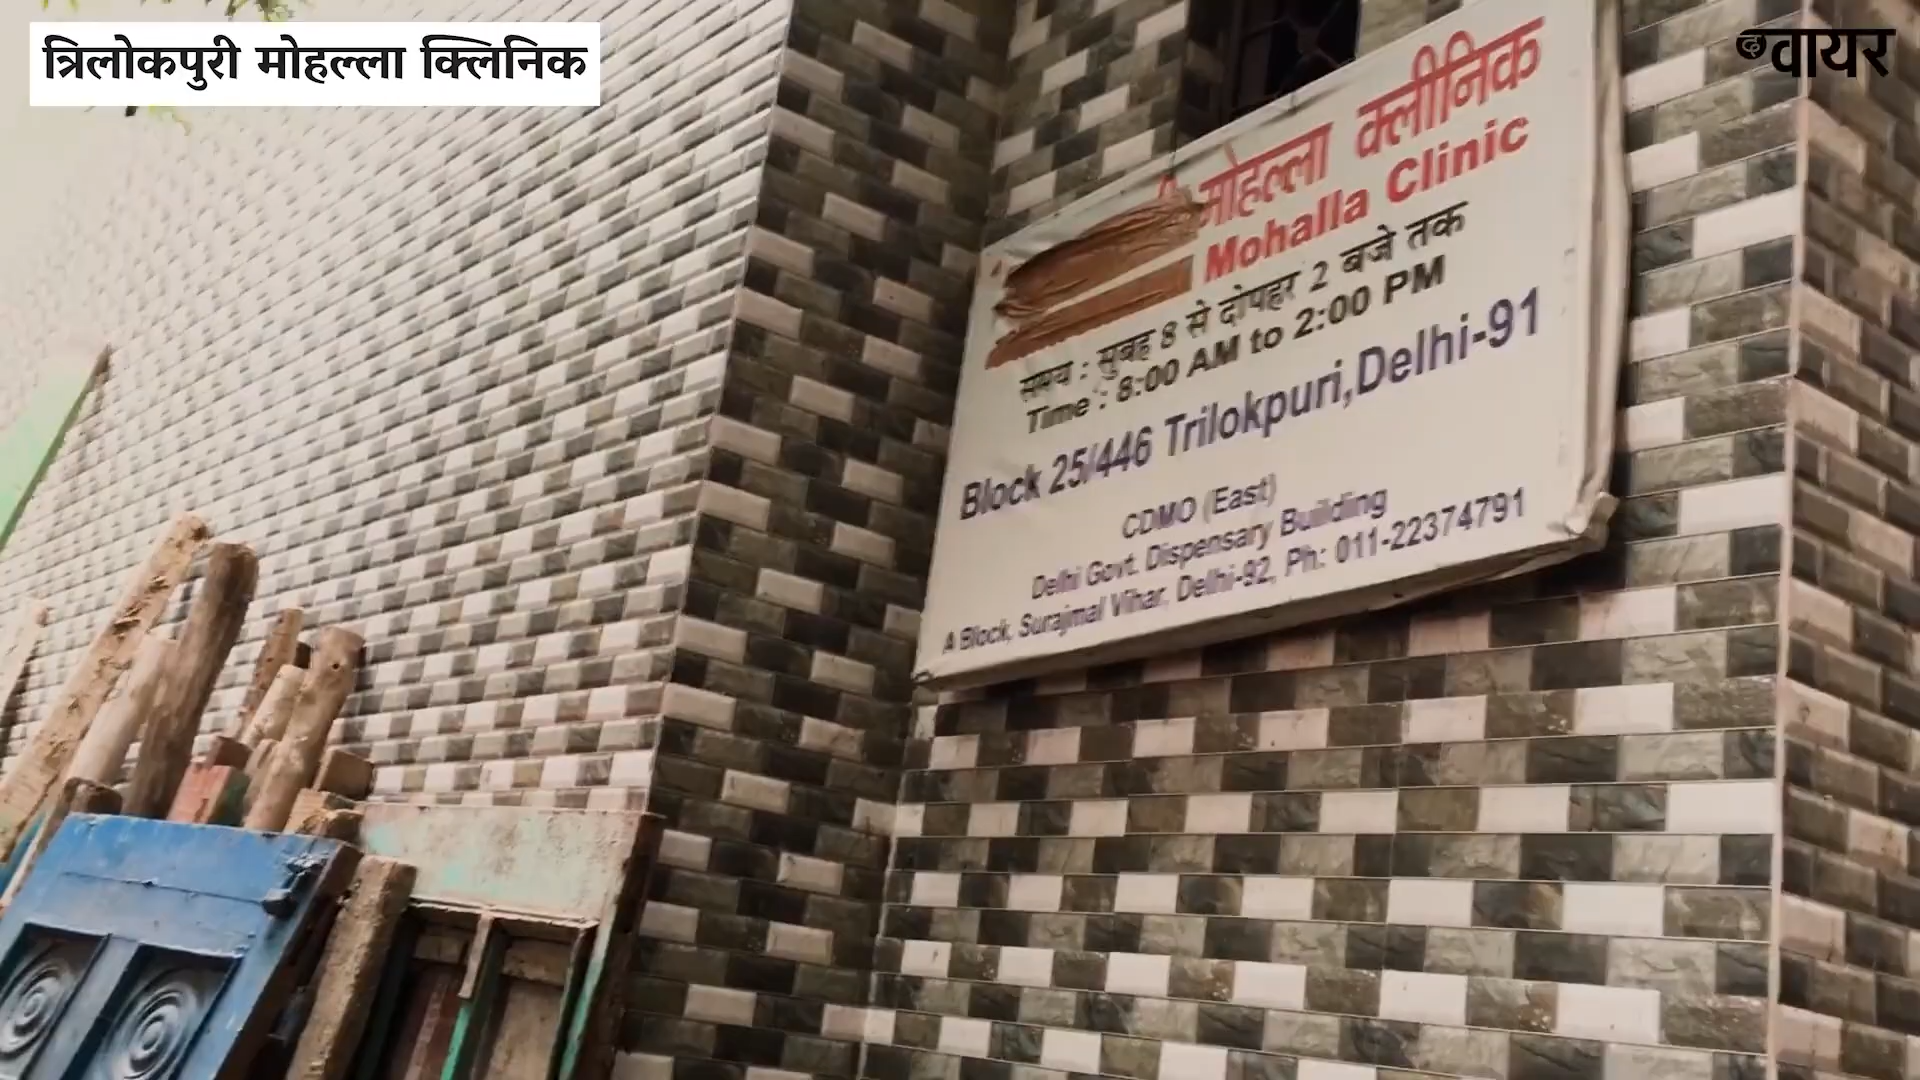 त्रिलोकपुरी मोहल्ला क्लिनिक
द वायर
मोहल्ला क्लीनिक
Mohalla Clinic
समय : सुबह 8 से दोपहर 2 बजे तक
Time : 8:00 AM to 2:00 PM
Block 25/446 Trilokpuri,Delhi-91
CDMO (East)
Delhi Govt. Dispensary Building
A Block, Surajmal Vihar, Delhi-92, Ph: 011-22374791